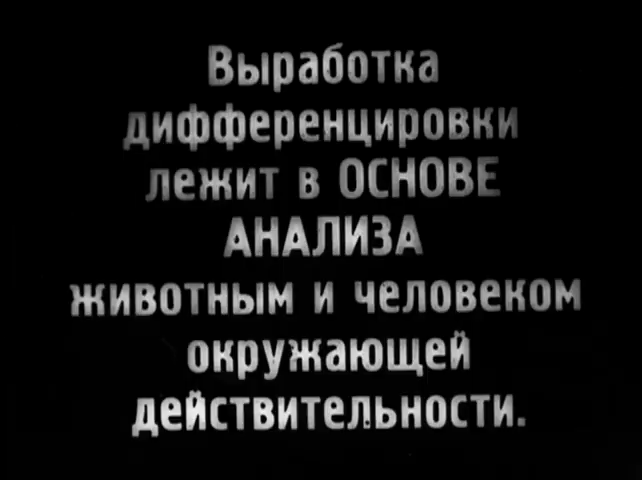 Выработка
дифференцировки
лежит в ОСНОВЕ
АНАЛИЗА
животным и человеком
окружающей
действительности.